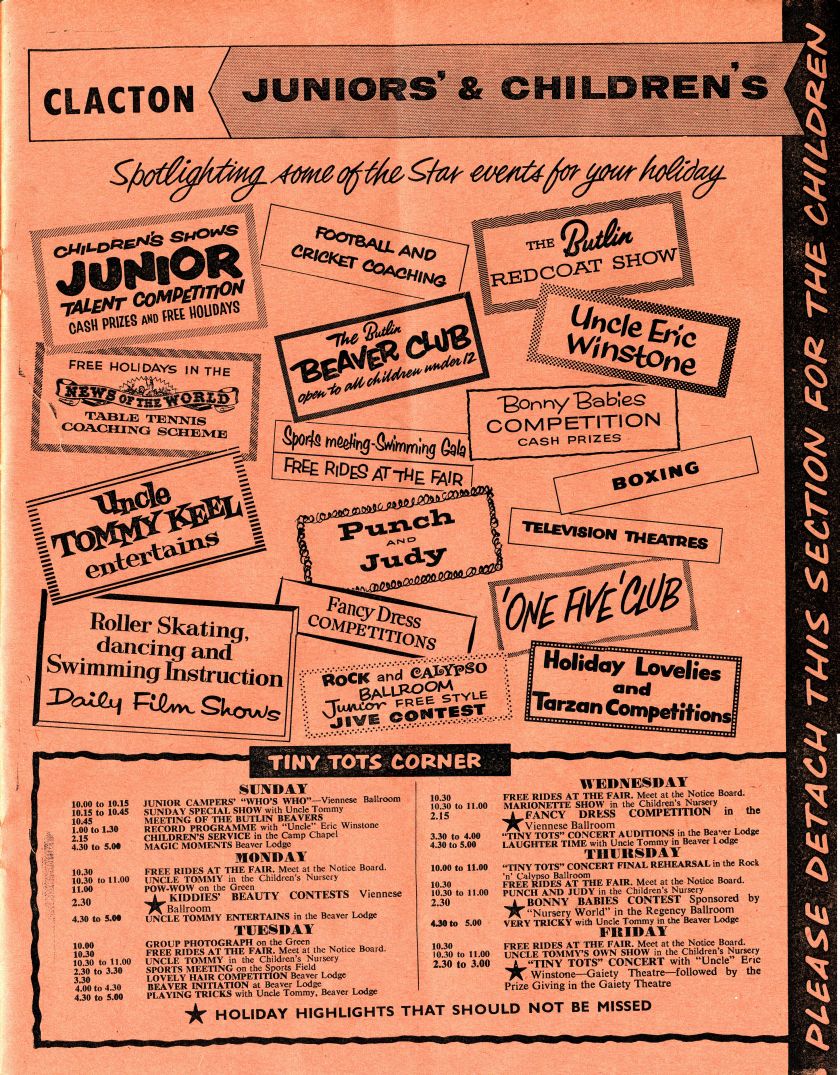 CLACTON
JUNIORS' & CHILDREN'S
Spotlighting some of the Star events for your holiday
CHILDREN'S SHOWS
JUNIOR
TALENT COMPETITION
CASH PRIZES AND FREE HOLIDAYS
FOOTBALL AND
CRICKET COACHING
THE Butlin
REDCOAT SHOW
The Butlin
BEAVER CLUB
open to all children under 12
Uncle Eric
Winstone
FREE HOLIDAYS IN THE
NEWS OF THE WORLD
TABLE TENNIS
COACHING SCHEME
Bonny Babies
COMPETITION
CASH PRIZES
Sports meeting-Swimming Gala
FREE RIDES AT THE FAIR
BOXING
Uncle
TOMMY KEEL
entertains
Punch
AND
Judy
TELEVISION THEATRES
Fancy Dress
COMPETITIONS
'ONE FIVE' CLUB
Roller Skating,
dancing and
Swimming Instruction
Daily Film Shows
ROCK and CALYPSO
BALLROOM
Junior FREE STYLE
JIVE CONTEST
Holiday Lovelies
and
Tarzan Competitions
TINY TOTS CORNER
SUNDAY
10.00 to 10.15 JUNIOR CAMPERS' "WHO'S WHO"—Viennese Ballroom
10.15 to 10.45 SUNDAY SPECIAL SHOW with Uncle Tommy
10.45 MEETING OF THE BUTLIN BEAVERS
1.00 to 1.30 RECORD PROGRAMME with "Uncle" Eric Winstone
2.15 CHILDREN'S SERVICE in the Camp Chapel
4.30 to 5.00 MAGIC MOMENTS Beaver Lodge
MONDAY
10.30 FREE RIDES AT THE FAIR. Meet at the Notice Board.
10.30 to 11.00 UNCLE TOMMY in the Children's Nursery
11.00 POW-WOW on the Green
2.30 ★ KIDDIES' BEAUTY CONTESTS Viennese
Ballroom
4.30 to 5.00 UNCLE TOMMY ENTERTAINS in the Beaver Lodge
TUESDAY
10.00 GROUP PHOTOGRAPH on the Green
10.30 FREE RIDES AT THE FAIR. Meet at the Notice Board.
10.30 to 11.00 UNCLE TOMMY in the Children's Nursery
2.30 to 3.30 SPORTS MEETING on the Sports Field
3.30 LOVELY HAIR COMPETITION Beaver Lodge
4.00 to 4.30 BEAVER INITIATION at Beaver Lodge
4.30 to 5.00 PLAYING TRICKS with Uncle Tommy, Beaver Lodge
WEDNESDAY
10.30 FREE RIDES AT THE FAIR. Meet at the Notice Board.
10.30 to 11.00 MARIONETTE SHOW in the Children's Nursery
2.15 ★ FANCY DRESS COMPETITION in the
Viennese Ballroom
3.30 to 4.00 "TINY TOTS" CONCERT AUDITIONS in the Beaver Lodge
4.30 to 5.00 LAUGHTER TIME with Uncle Tommy in Beaver Lodge
THURSDAY
10.00 to 11.00 "TINY TOTS" CONCERT FINAL REHEARSAL in the Rock
'n' Calypso Ballroom
10.30 FREE RIDES AT THE FAIR. Meet at the Notice Board.
10.30 to 11.00 PUNCH AND JUDY in the Children's Nursery
2.30 ★ BONNY BABIES CONTEST Sponsored by
"Nursery World" in the Regency Ballroom
4.30 to 5.00 VERY TRICKY with Uncle Tommy in the Beaver Lodge
FRIDAY
10.30 FREE RIDES AT THE FAIR. Meet at the Notice Board.
10.30 to 11.00 UNCLE TOMMY'S OWN SHOW in the Children's Nursery
2.30 to 3.00 ★ "TINY TOTS" CONCERT with "Uncle" Eric
Winstone—Gaiety Theatre—followed by the
Prize Giving in the Gaiety Theatre
★ HOLIDAY HIGHLIGHTS THAT SHOULD NOT BE MISSED
PLEASE DETACH THIS SECTION FOR THE CHILDREN